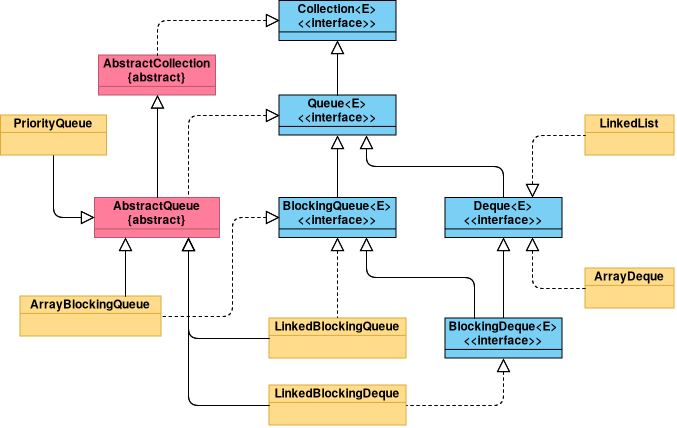 Collection<E>
<<interface>>
AbstractCollection
{abstract}
Queue<E>
<<interface>>
PriorityQueue
LinkedList
AbstractQueue
{abstract}
BlockingQueue<E>
<<interface>>
Deque<E>
<<interface>>
ArrayBlockingQueue
ArrayDeque
LinkedBlockingQueue
BlockingDeque<E>
<<interface>>
LinkedBlockingDeque